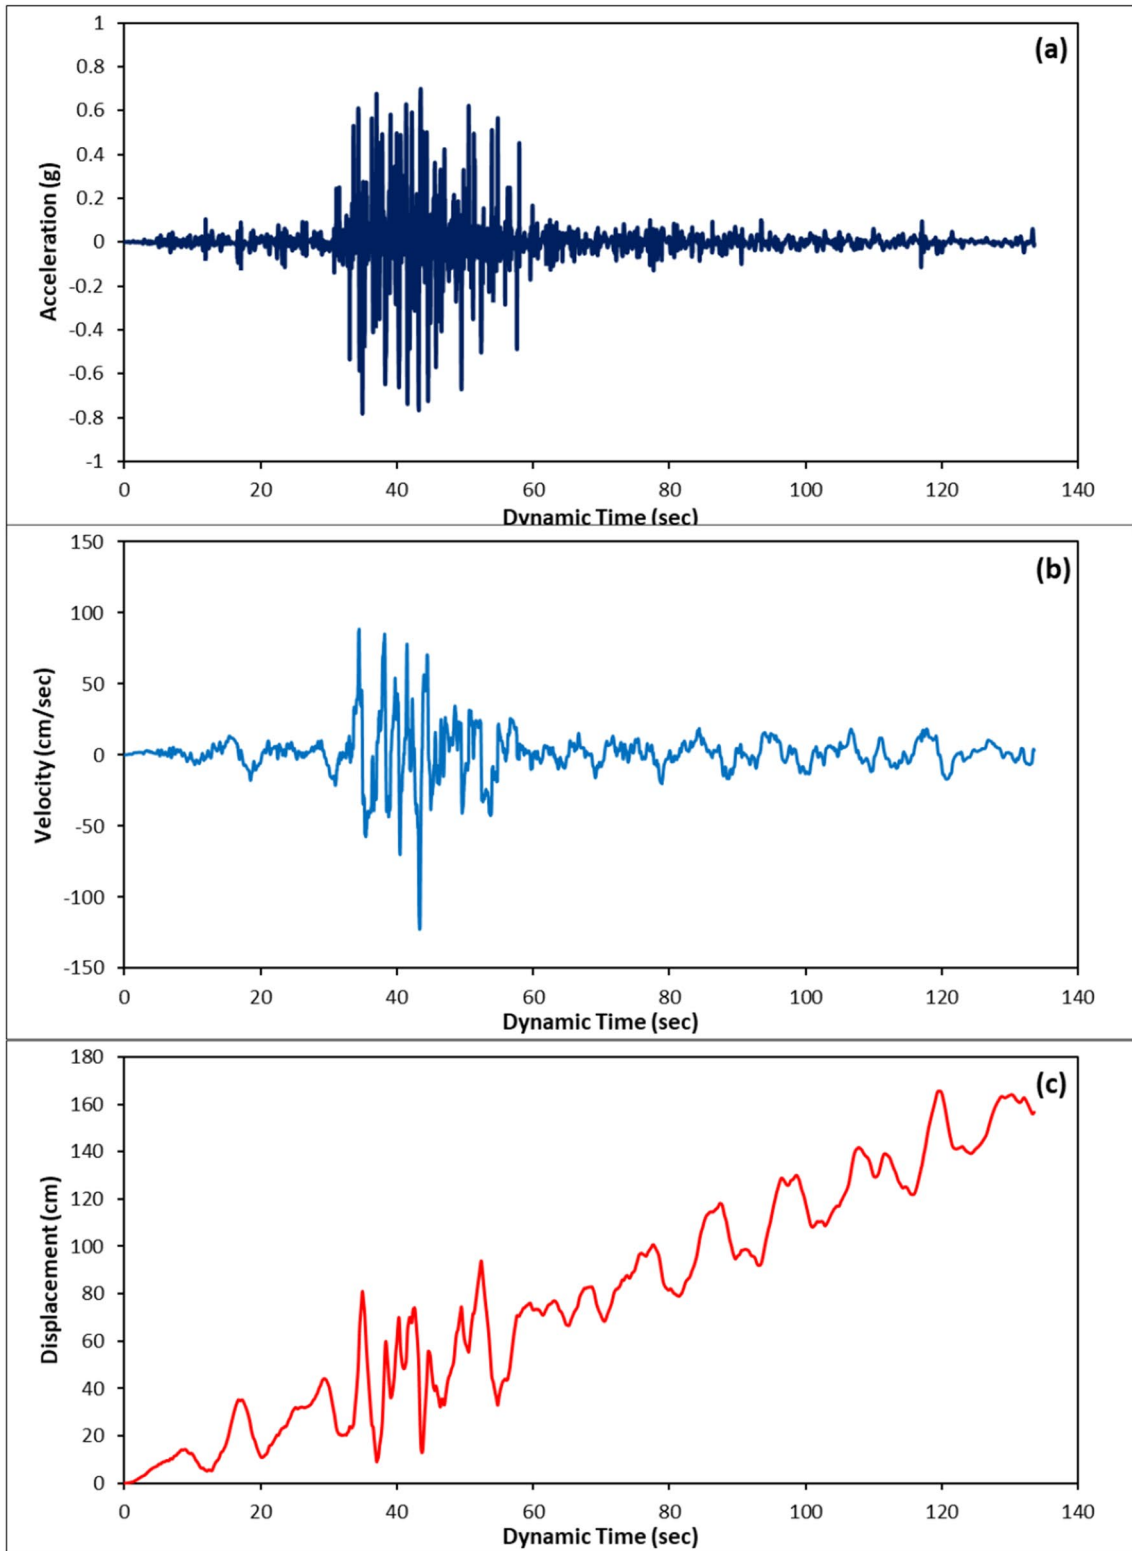 (a)
1
0.8
0.6
0.4
0.2
0
-0.2
-0.4
-0.6
-0.8
-1
Acceleration (g)
0 20 40 60 80 100 120 140
Dynamic Time (sec)
(b)
150
100
50
0
-50
-100
-150
Velocity (cm/sec)
0 20 40 60 80 100 120 140
Dynamic Time (sec)
(c)
180
160
140
120
100
80
60
40
20
0
Displacement (cm)
0 20 40 60 80 100 120 140
Dynamic Time (sec)